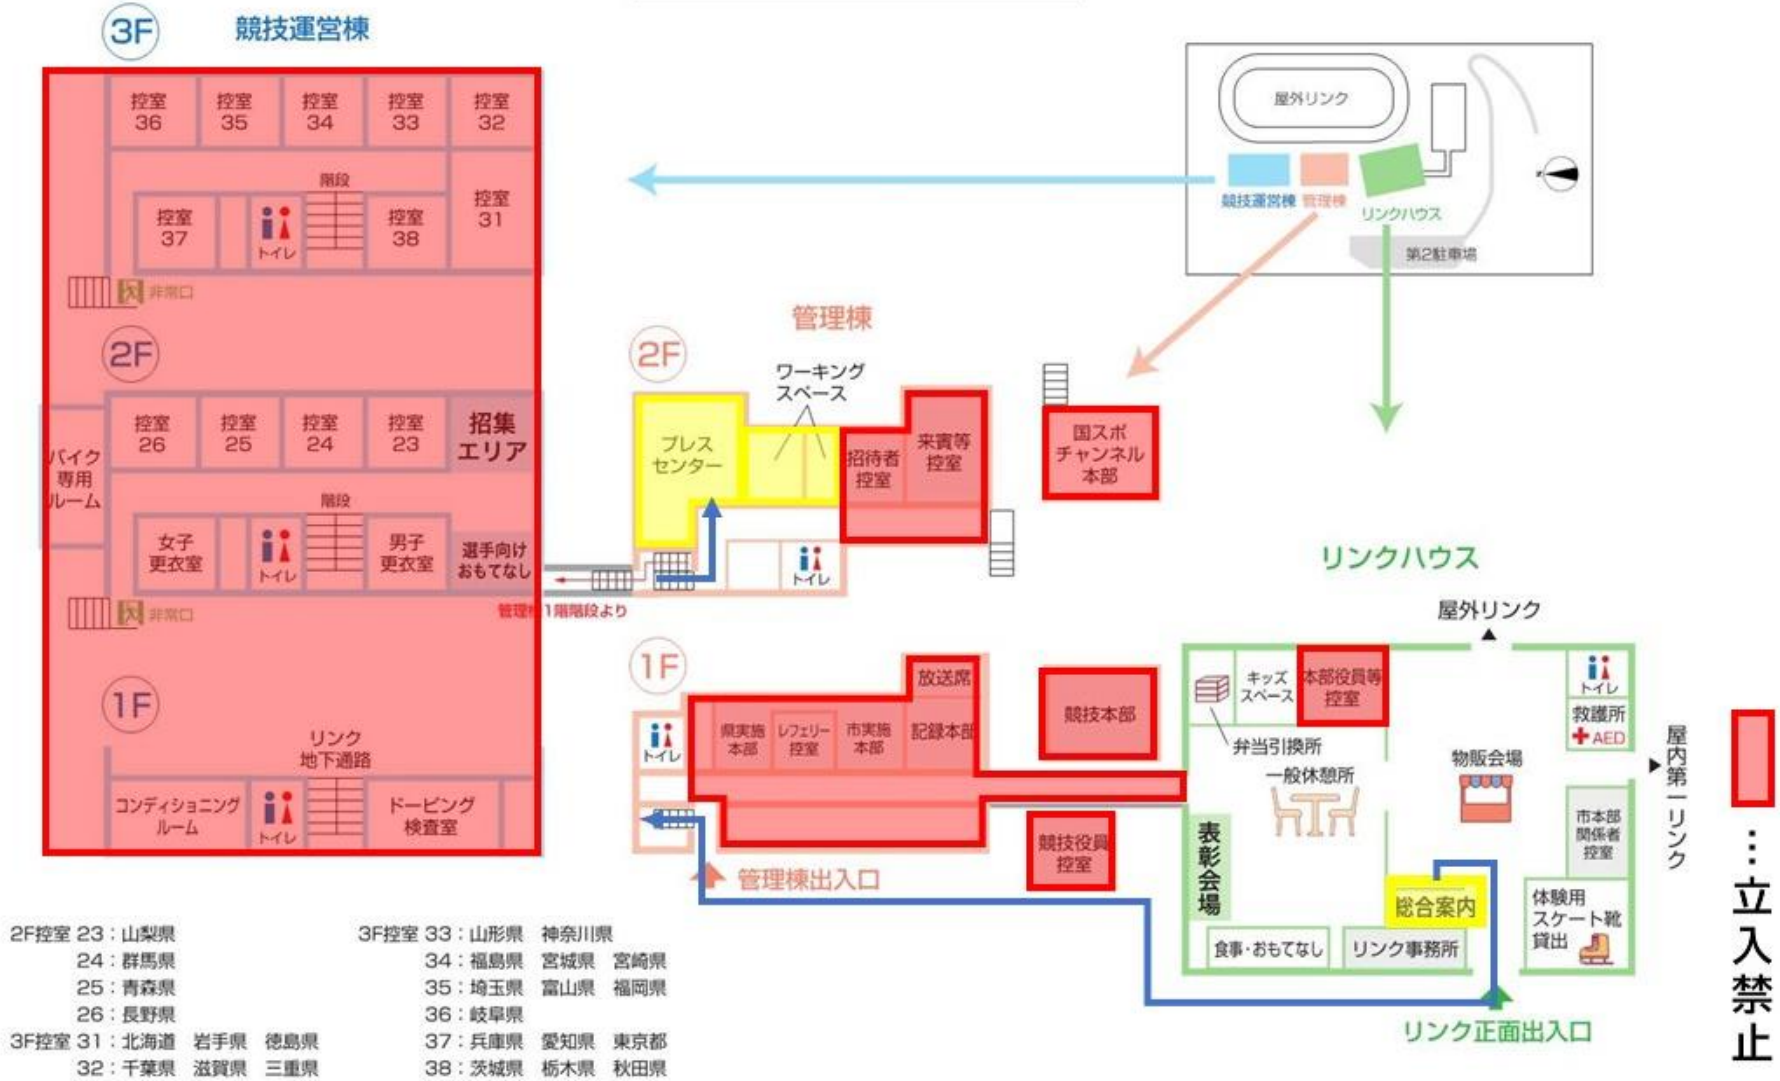 3F 競技運営棟
控室
36
控室
35
控室
34
控室
33
控室
32
階段
控室
31
控室
37
トイレ
控室
38
非常口
2F
控室
26
控室
25
控室
24
控室
23
招集
エリア
バイク
専用
ルーム
階段
女子
更衣室
トイレ
男子
更衣室
選手向け
おもてなし
非常口
管理棟1階階段より
1F
リンク
地下通路
コンディショニング
ルーム
トイレ
ドーピング
検査室
屋外リンク
競技運営棟
管理棟
リンクハウス
第2駐車場
管理棟
2F
ワーキング
スペース
プレス
センター
招待者
控室
来賓等
控室
トイレ
国スポ
チャンネル
本部
1F
放送席
トイレ
県実施
本部
レフェリー
控室
市実施
本部
記録本部
競技本部
競技役員
控室
管理棟出入口
リンクハウス
屋外リンク
▲
キッズ
スペース
本部役員等
控室
トイレ
救護所
AED
弁当引換所
一般休憩所
物販会場
▶屋内第一リンク
市本部
関係者
控室
表彰会場
総合案内
体験用
スケート靴
貸出
食事・おもてなし
リンク事務所
リンク正面出入口
…立入禁止
2F控室 23：山梨県
24：群馬県
25：青森県
26：長野県
3F控室 31：北海道 岩手県 徳島県
32：千葉県 滋賀県 三重県
3F控室 33：山形県 神奈川県
34：福島県 宮城県 宮崎県
35：埼玉県 富山県 福岡県
36：岐阜県
37：兵庫県 愛知県 東京都
38：茨城県 栃木県 秋田県